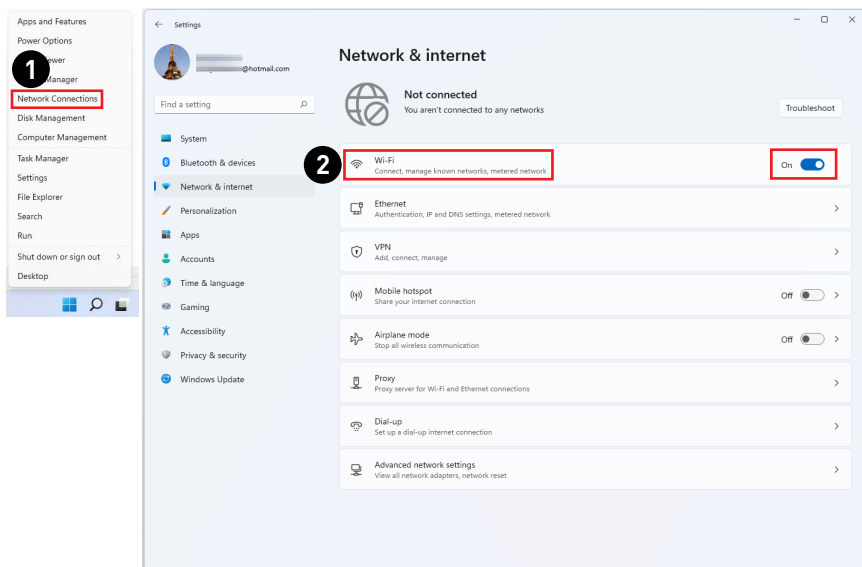 Apps and Features
Power Options
Manager
Network Connections
Disk Management
Computer Management
Task Manager
Settings
File Explorer
Search
Run
Shut down or sign out
Desktop
1
Settings
@hotmail.com
Find a setting
System
Bluetooth & devices
Network & internet
Personalization
Apps
Accounts
Time & language
Gaming
Accessibility
Privacy & security
Windows Update
Network & internet
Not connected
You aren't connected to any networks
Troubleshoot
2
Wi-Fi
Connect, manage known networks, metered network
On
Ethernet
Authentication, IP and DNS settings, metered network
VPN
Add, connect, manage
Mobile hotspot
Share your internet connection
Off
Airplane mode
Stop all wireless communication
Off
Proxy
Proxy server for Wi-Fi and Ethernet connections
Dial-up
Set up a dial-up internet connection
Advanced network settings
View all network adapters, network reset